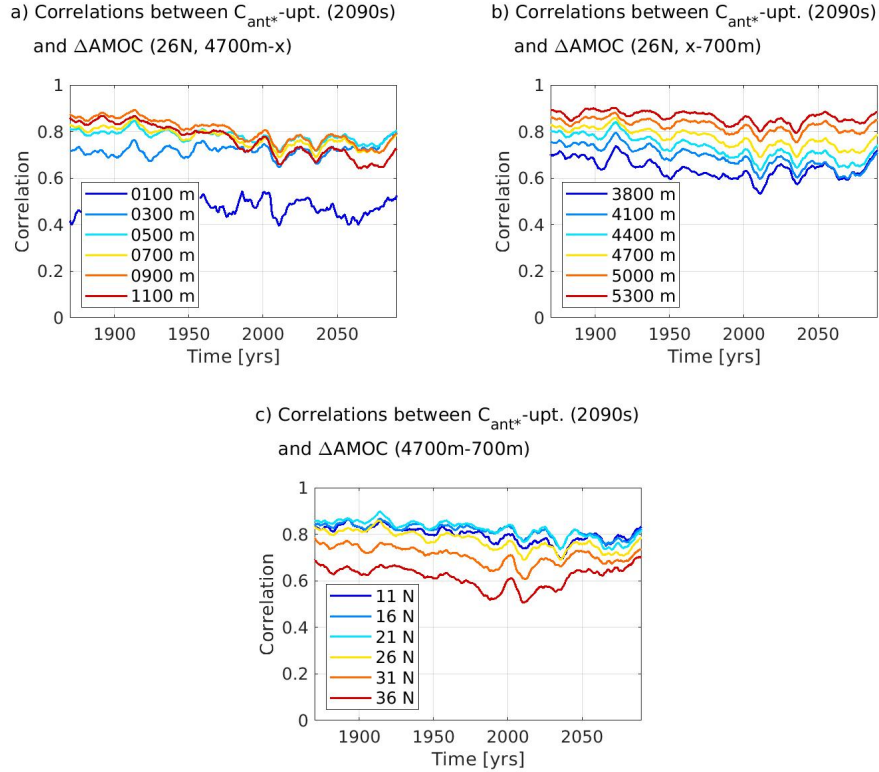 a) Correlations between C_ant*-upt. (2090s)
and ΔAMOC (26N, 4700m-x)
1
0.8
0.6
0.4
0.2
0
Correlation
0100 m
0300 m
0500 m
0700 m
0900 m
1100 m
1900 1950 2000 2050
Time [yrs]
b) Correlations between C_ant*-upt. (2090s)
and ΔAMOC (26N, x-700m)
1
0.8
0.6
0.4
0.2
0
Correlation
3800 m
4100 m
4400 m
4700 m
5000 m
5300 m
1900 1950 2000 2050
Time [yrs]
c) Correlations between C_ant*-upt. (2090s)
and ΔAMOC (4700m-700m)
1
0.8
0.6
0.4
0.2
0
Correlation
11 N
16 N
21 N
26 N
31 N
36 N
1900 1950 2000 2050
Time [yrs]